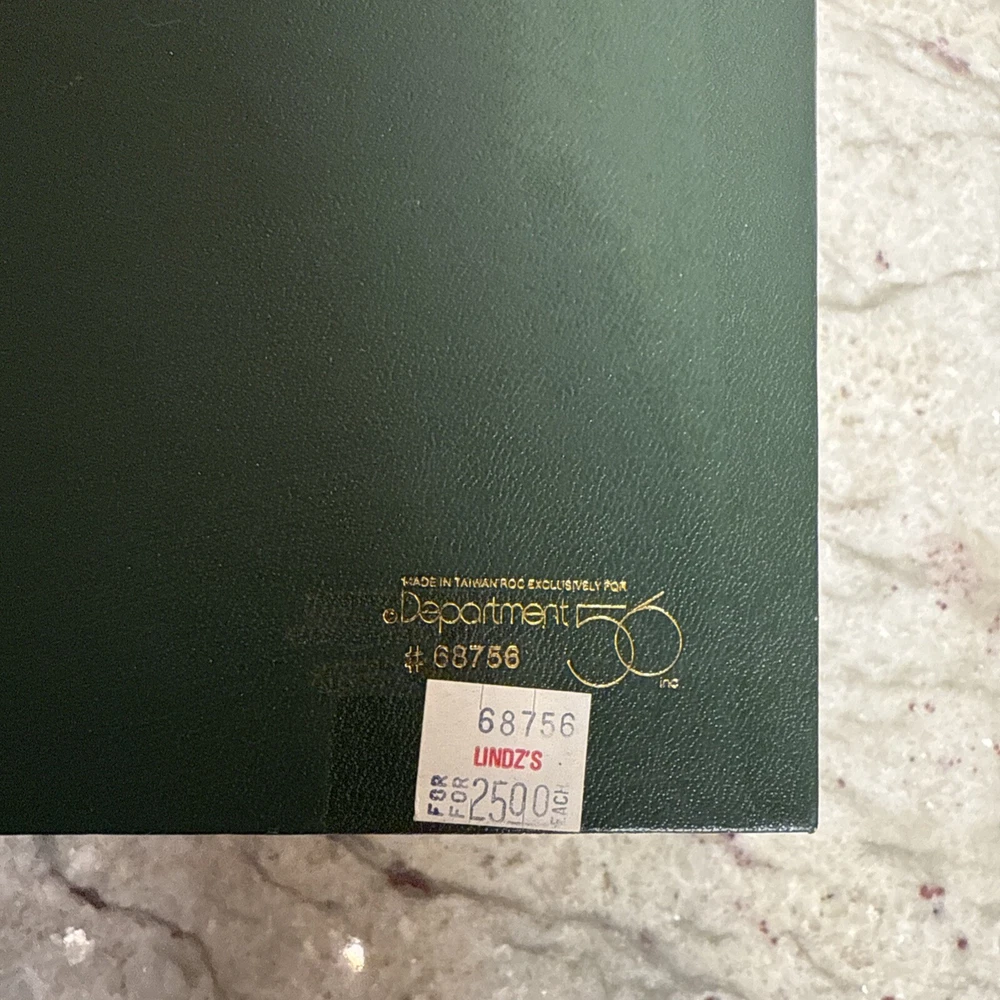 MADE IN TAIWAN ROC EXCLUSIVELY FOR
©Department 56
inc
# 68756
68756
LINDZ'S
FOR FOR 2500 EACH